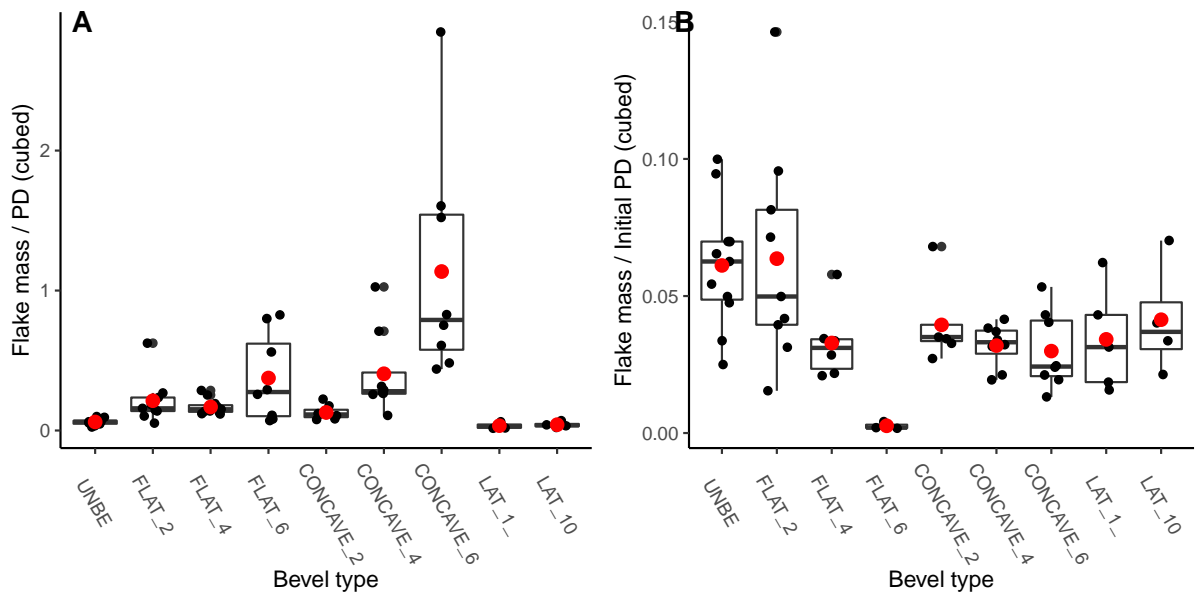 A
Flake mass / PD (cubed)
2
1
0
UNBE
FLAT_2
FLAT_4
FLAT_6
CONCAVE_2
CONCAVE_4
CONCAVE_6
LAT_1_
LAT_10
Bevel type
B
Flake mass / Initial PD (cubed)
0.15
0.10
0.05
0.00
UNBE
FLAT_2
FLAT_4
FLAT_6
CONCAVE_2
CONCAVE_4
CONCAVE_6
LAT_1_
LAT_10
Bevel type